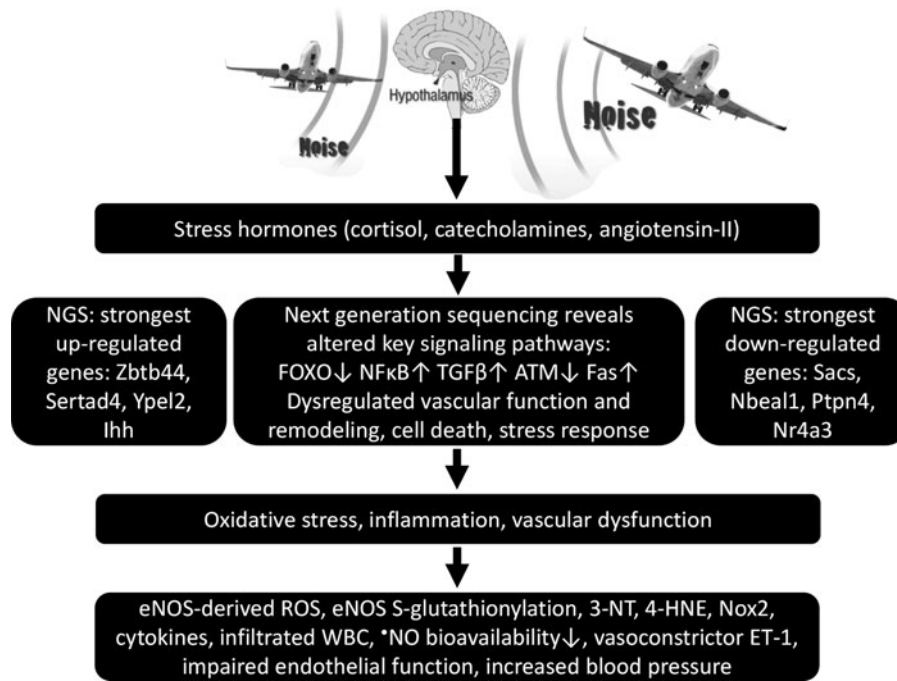 Hypothalamus
Noise
Noise
Stress hormones (cortisol, catecholamines, angiotensin-II)
NGS: strongest
up-regulated
genes: Zbtb44,
Sertad4, Ypel2,
Ihh
Next generation sequencing reveals
altered key signaling pathways:
FOXO↓ NFκB↑ TGFβ↑ ATM↓ Fas↑
Dysregulated vascular function and
remodeling, cell death, stress response
NGS: strongest
down-regulated
genes: Sacs,
Nbeal1, Ptpn4,
Nr4a3
Oxidative stress, inflammation, vascular dysfunction
eNOS-derived ROS, eNOS S-glutathionylation, 3-NT, 4-HNE, Nox2,
cytokines, infiltrated WBC, •NO bioavailability↓, vasoconstrictor ET-1,
impaired endothelial function, increased blood pressure